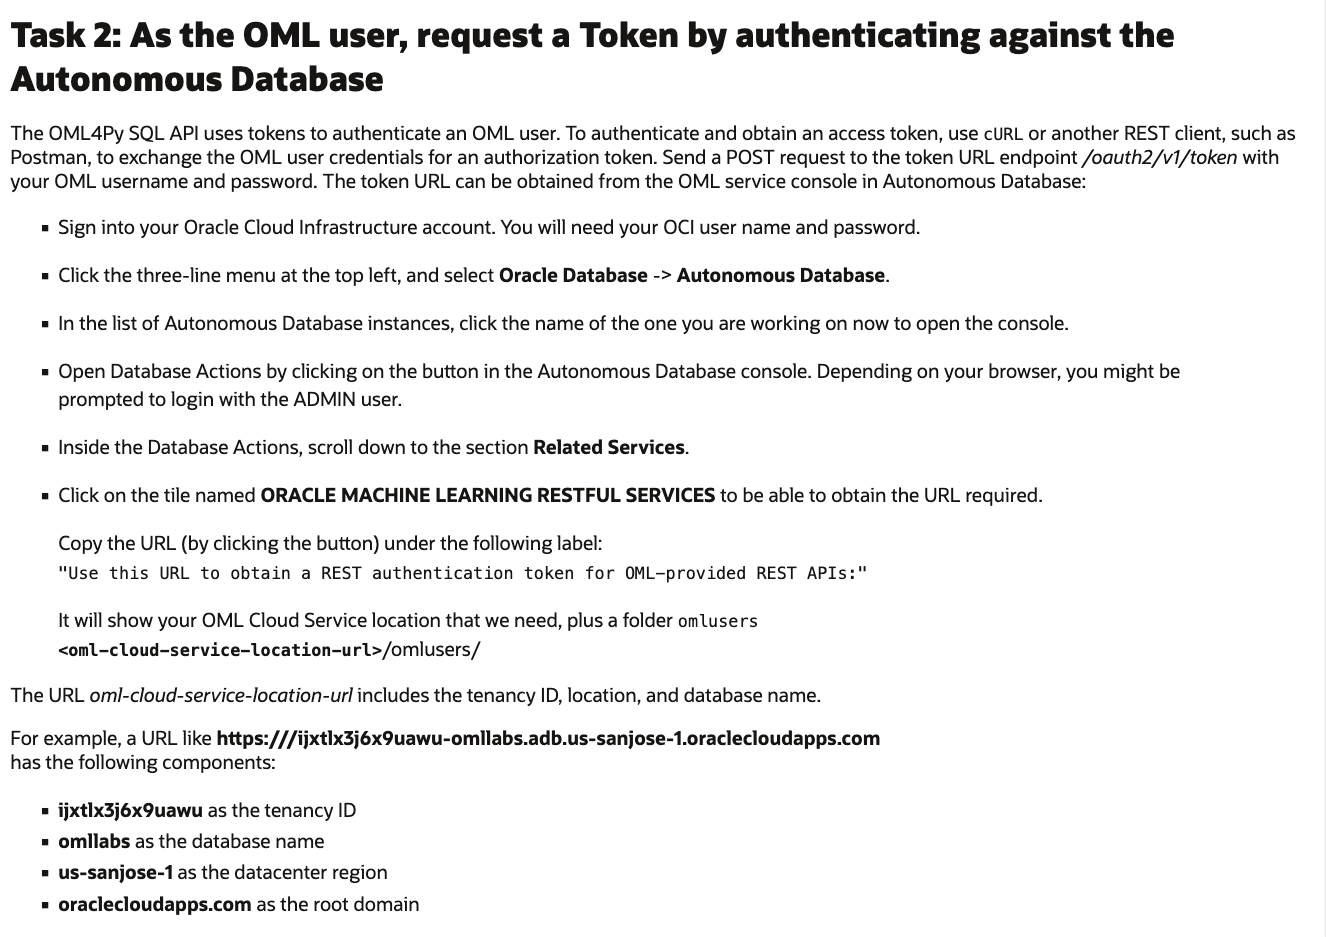 Task 2: As the OML user, request a Token by authenticating against the
Autonomous Database
The OML4Py SQL API uses tokens to authenticate an OML user. To authenticate and obtain an access token, use cURL or another REST client, such as
Postman, to exchange the OML user credentials for an authorization token. Send a POST request to the token URL endpoint /oauth2/v1/token with
your OML username and password. The token URL can be obtained from the OML service console in Autonomous Database:
▪ Sign into your Oracle Cloud Infrastructure account. You will need your OCI user name and password.
▪ Click the three-line menu at the top left, and select Oracle Database -> Autonomous Database.
▪ In the list of Autonomous Database instances, click the name of the one you are working on now to open the console.
▪ Open Database Actions by clicking on the button in the Autonomous Database console. Depending on your browser, you might be
prompted to login with the ADMIN user.
▪ Inside the Database Actions, scroll down to the section Related Services.
▪ Click on the tile named ORACLE MACHINE LEARNING RESTFUL SERVICES to be able to obtain the URL required.
Copy the URL (by clicking the button) under the following label:
"Use this URL to obtain a REST authentication token for OML-provided REST APIs:"
It will show your OML Cloud Service location that we need, plus a folder omlusers
<oml-cloud-service-location-url>/omlusers/
The URL oml-cloud-service-location-url includes the tenancy ID, location, and database name.
For example, a URL like https:///ijxtlx3j6x9uawu-omllabs.adb.us-sanjose-1.oraclecloudapps.com
has the following components:
▪ ijxtlx3j6x9uawu as the tenancy ID
▪ omllabs as the database name
▪ us-sanjose-1 as the datacenter region
▪ oraclecloudapps.com as the root domain